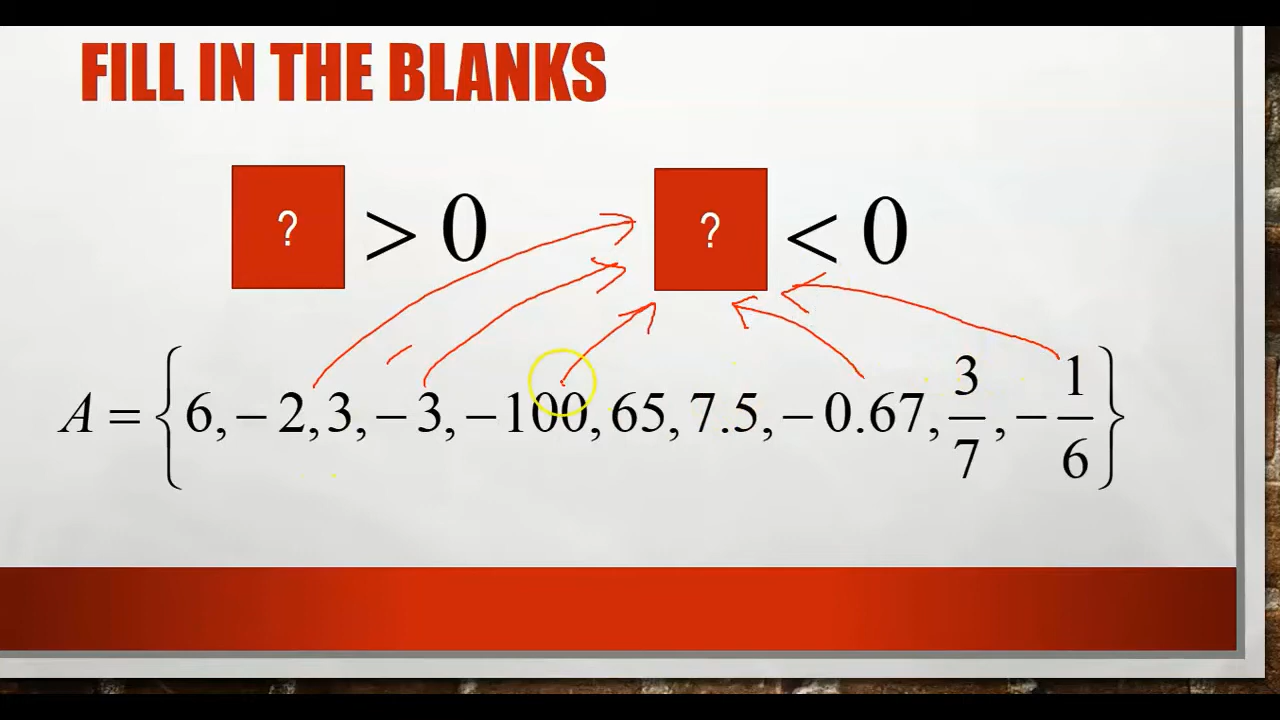 FILL IN THE BLANKS
? > 0 ? < 0
A = {6, −2, 3, −3, −100, 65, 7.5, −0.67, 3/7, −1/6}